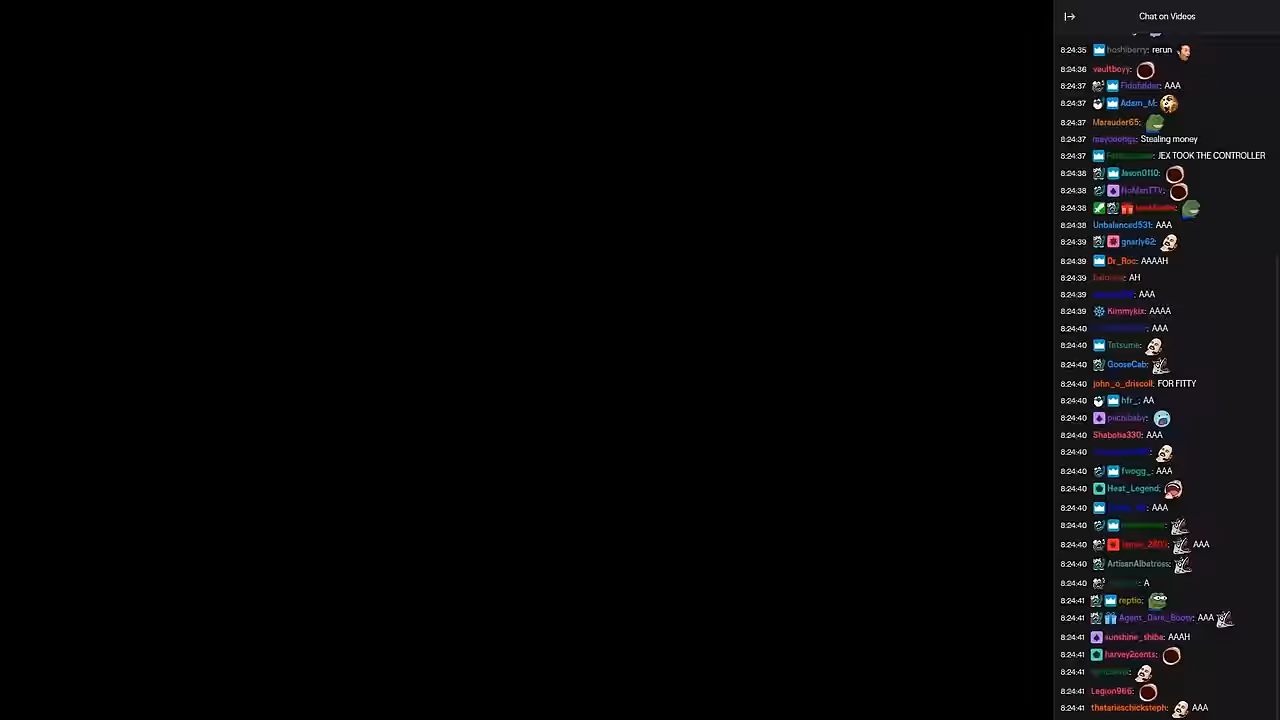 Chat on Videos
8:24:35 hoshiberry: rerun
8:24:36 vaultboyy:
8:24:37 AAA
8:24:37 Adam_M:
8:24:37 Marauder65:
8:24:37 Stealing money
8:24:37 JEX TOOK THE CONTROLLER
8:24:38 Jason0110:
8:24:38 NoMenTTV:
8:24:38
8:24:38 Unbalanced531: AAA
8:24:39 gnarly62:
8:24:39 Dr_Roc: AAAAH
8:24:39 AH
8:24:39 AAA
8:24:39 Kimmykix: AAAA
8:24:40 AAA
8:24:40 Tetsume:
8:24:40 GooseCab:
8:24:40 john_o_driscoll: FOR FITTY
8:24:40 hfr_: AA
8:24:40
8:24:40 Shabotia330: AAA
8:24:40
8:24:40 fwogg_: AAA
8:24:40 Heat_Legend:
8:24:40 AAA
8:24:40
8:24:40 AAA
8:24:40 ArtisanAlbatross:
8:24:40 A
8:24:41 reptic:
8:24:41 Agent_Dark_Booty: AAA
8:24:41 sunshine_shiba: AAAH
8:24:41 harvey2cents:
8:24:41
8:24:41 Legion966:
8:24:41 thetarieschicksteph: AAA